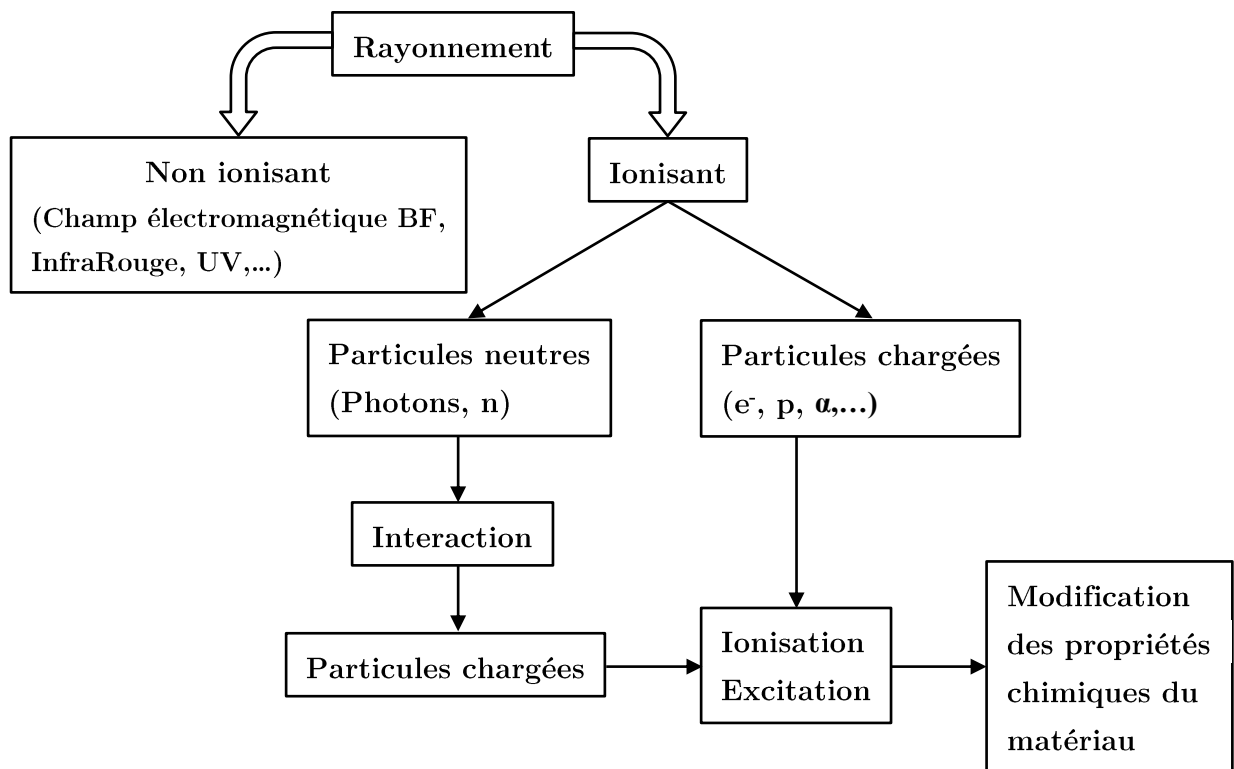 Rayonnement
Non ionisant
(Champ électromagnétique BF,
InfraRouge, UV,...)
Ionisant
Particules neutres
(Photons, n)
Particules chargées
(e-, p, α,...)
Interaction
Particules chargées
Ionisation
Excitation
Modification
des propriétés
chimiques du
matériau